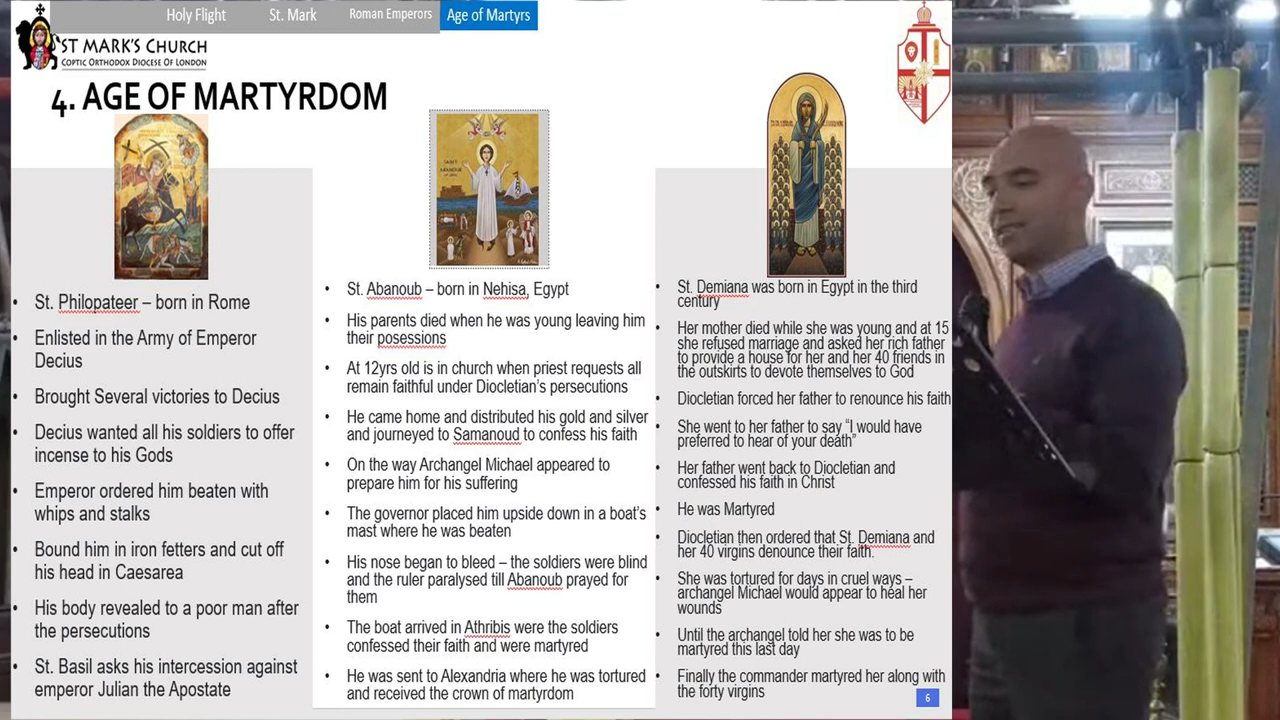 Holy Flight
St. Mark
Roman Emperors
Age of Martyrs
ST MARK'S CHURCH
COPTIC ORTHODOX DIOCESE OF LONDON
4. AGE OF MARTYRDOM
• St. Philopateer – born in Rome
• Enlisted in the Army of Emperor
Decius
• Brought Several victories to Decius
• Decius wanted all his soldiers to offer
incense to his Gods
• Emperor ordered him beaten with
whips and stalks
• Bound him in iron fetters and cut off
his head in Caesarea
• His body revealed to a poor man after
the persecutions
• St. Basil asks his intercession against
emperor Julian the Apostate
SAINT
ABANOUB
• St. Abanoub – born in Nehisa, Egypt
• His parents died when he was young leaving him
their posessions
• At 12yrs old is in church when priest requests all
remain faithful under Diocletian's persecutions
• He came home and distributed his gold and silver
and journeyed to Samanoud to confess his faith
• On the way Archangel Michael appeared to
prepare him for his suffering
• The governor placed him upside down in a boat's
mast where he was beaten
• His nose began to bleed – the soldiers were blind
and the ruler paralysed till Abanoub prayed for
them
• The boat arrived in Athribis were the soldiers
confessed their faith and were martyred
• He was sent to Alexandria where he was tortured
and received the crown of martyrdom
• St. Demiana was born in Egypt in the third
century
• Her mother died while she was young and at 15
she refused marriage and asked her rich father
to provide a house for her and her 40 friends in
the outskirts to devote themselves to God
• Diocletian forced her father to renounce his faith
• She went to her father to say “I would have
preferred to hear of your death”
• Her father went back to Diocletian and
confessed his faith in Christ
• He was Martyred
• Diocletian then ordered that St. Demiana and
her 40 virgins denounce their faith.
• She was tortured for days in cruel ways –
archangel Michael would appear to heal her
wounds
• Until the archangel told her she was to be
martyred this last day
• Finally the commander martyred her along with
the forty virgins
6